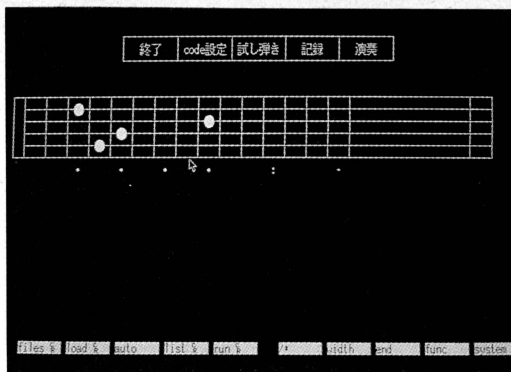 終了 code設定 試し弾き 記録 演奏
files load auto list run width end func system